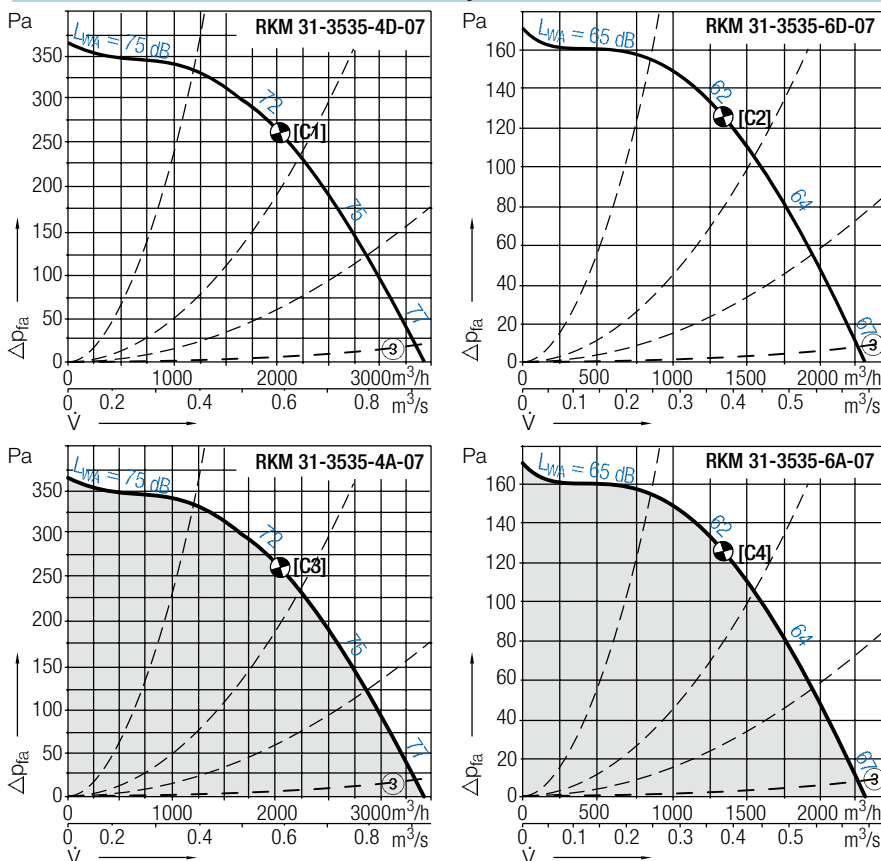 Pa
RKM 31-3535-4D-07
LWA = 75 dB
350
300
72
[C1]
250
200
75
150
100
77
50
Δpfa
3
0
0 1000 2000 3000 m³/h
0 0.2 0.4 0.6 0.8 m³/s
V̇
Pa
RKM 31-3535-6D-07
160
LWA = 65 dB
140
62
120
[C2]
100
80
64
60
40
67
20
Δpfa
3
0
0 500 1000 1500 2000 m³/h
0 0.1 0.2 0.3 0.4 0.5 m³/s
V̇
Pa
RKM 31-3535-4A-07
LWA = 75 dB
350
300
72
[C3]
250
200
75
150
100
77
50
Δpfa
3
0
0 1000 2000 3000 m³/h
0 0.2 0.4 0.6 0.8 m³/s
V̇
Pa
RKM 31-3535-6A-07
160
LWA = 65 dB
140
62
120
[C4]
100
80
64
60
40
67
20
Δpfa
3
0
0 500 1000 1500 2000 m³/h
0 0.1 0.2 0.3 0.4 0.5 m³/s
V̇